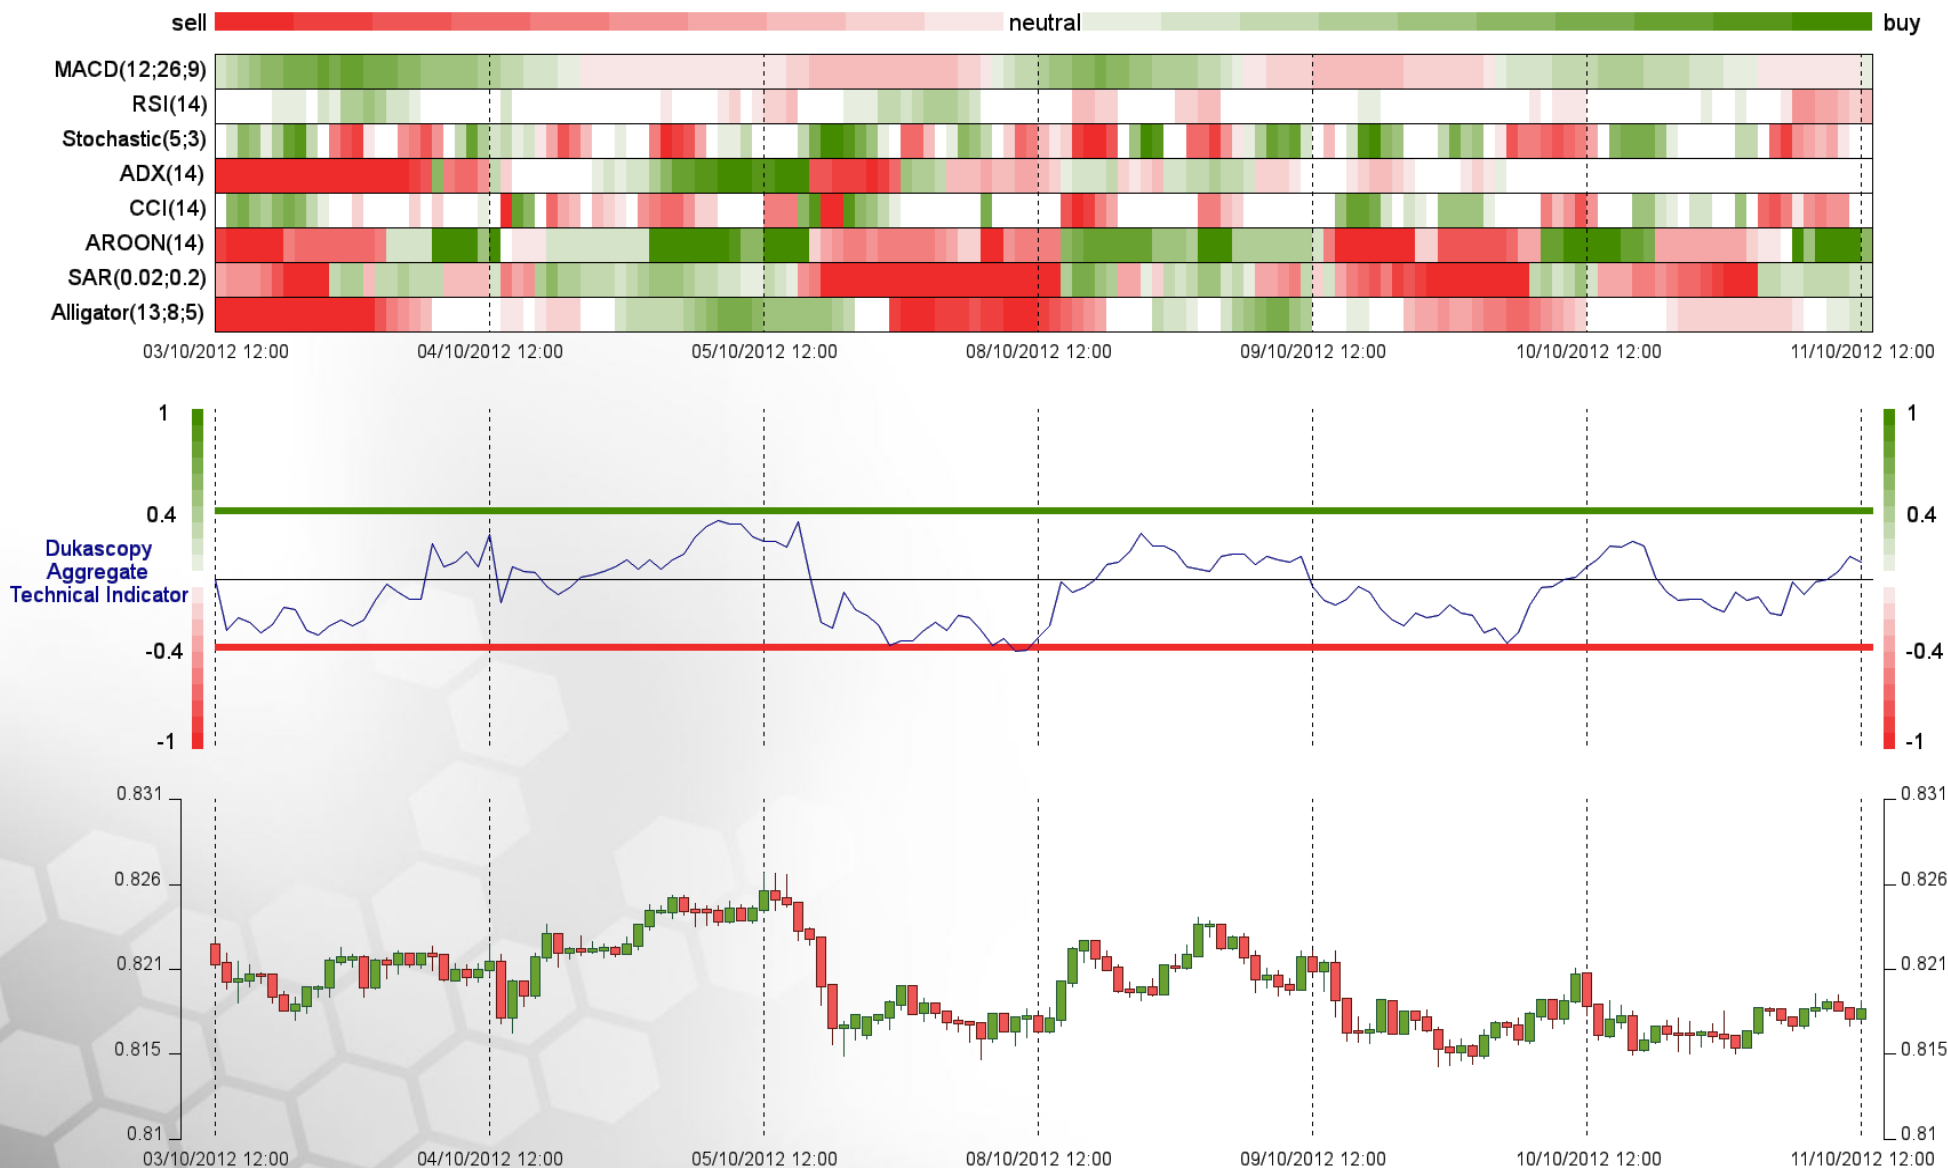 sell neutral buy
MACD(12;26;9)
RSI(14)
Stochastic(5;3)
ADX(14)
CCI(14)
AROON(14)
SAR(0.02;0.2)
Alligator(13;8;5)
03/10/2012 12:00 04/10/2012 12:00 05/10/2012 12:00 08/10/2012 12:00 09/10/2012 12:00 10/10/2012 12:00 11/10/2012 12:00
1 1
0.4 0.4
Dukascopy
Aggregate
Technical Indicator
-0.4 -0.4
-1 -1
0.831 0.831
0.826 0.826
0.821 0.821
0.815 0.815
0.81 0.81
03/10/2012 12:00 04/10/2012 12:00 05/10/2012 12:00 08/10/2012 12:00 09/10/2012 12:00 10/10/2012 12:00 11/10/2012 12:00